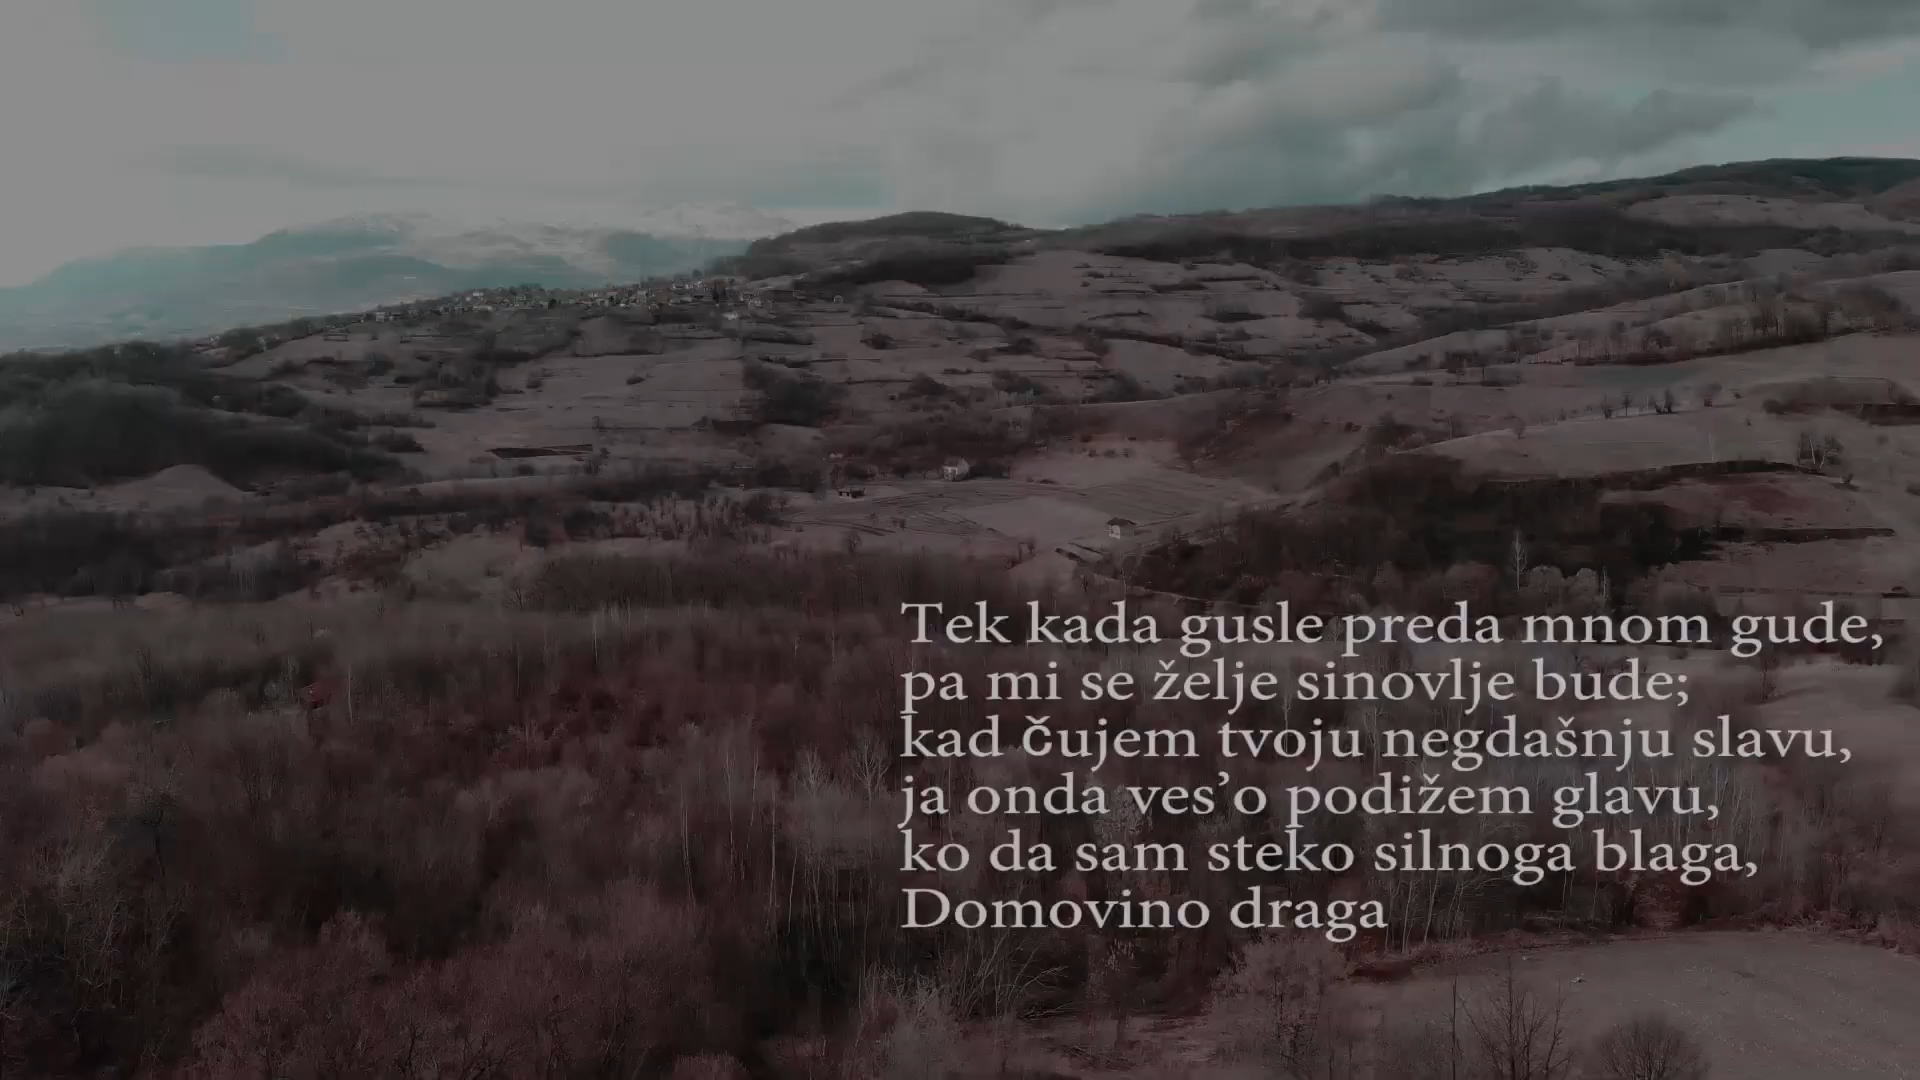 Tek kada gusle preda mnom gude,
pa mi se želje sinovlje bude;
kad čujem tvoju negdašnju slavu,
ja onda ves’o podižem glavu,
ko da sam steko silnoga blaga,
Domovino draga